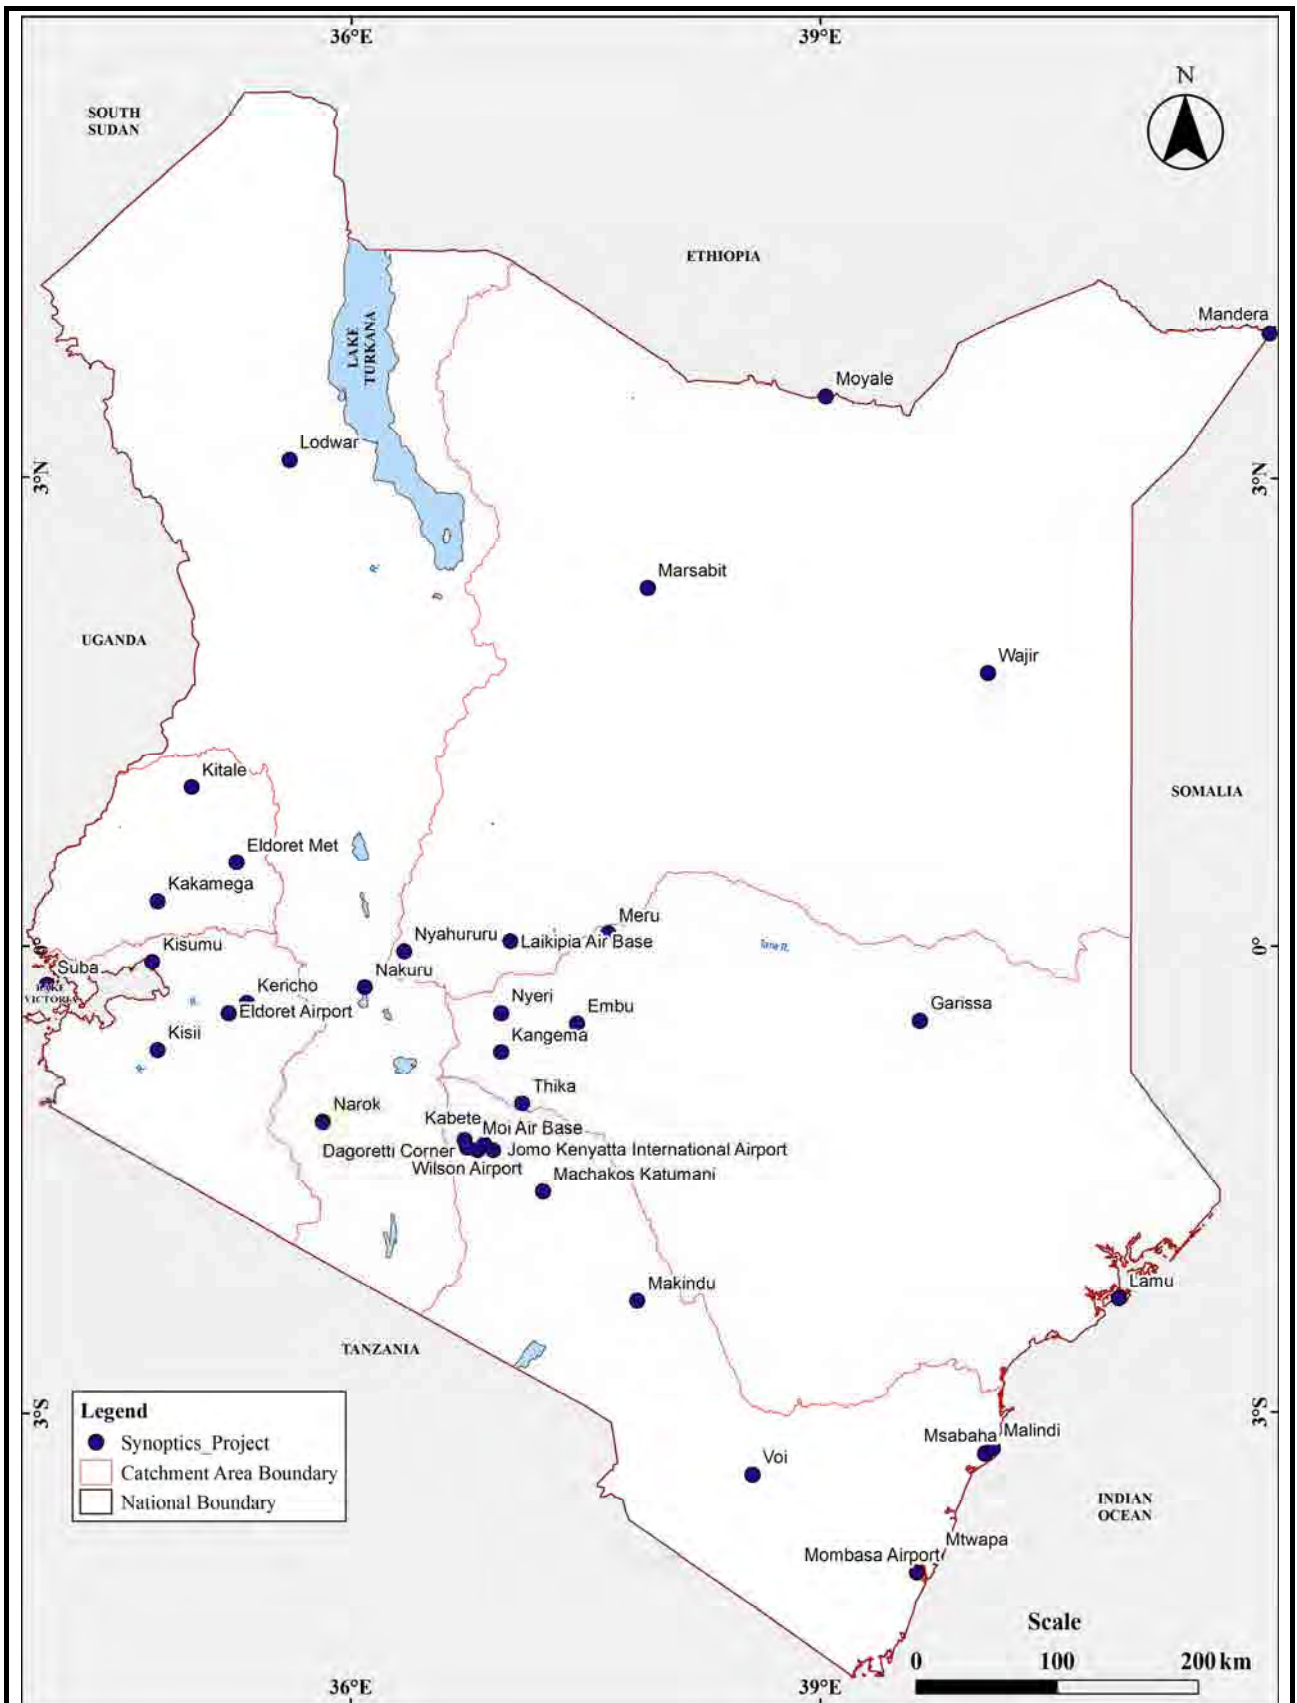 36°E
39°E
N
SOUTH
SUDAN
ETHIOPIA
Mandera
LAKE
TURKANA
Moyale
Lodwar
3°N
3°N
R.
Marsabit
UGANDA
Wajir
Kitale
SOMALIA
Eldoret Met
Kakamega
Meru
Nyahururu
Laikipia Air Base
Tana R.
Kisumu
0°
0°
Suba
LAKE
VICTORIA
Nakuru
Kericho
R.
Eldoret Airport
Nyeri
Embu
Garissa
Kisii
Kangema
R.
Thika
Narok
Kabete
Moi Air Base
Dagoretti Corner
Jomo Kenyatta International Airport
Wilson Airport
Machakos Katumani
Makindu
Lamu
TANZANIA
3°S
3°S
Legend
Synoptics_Project
Catchment Area Boundary
National Boundary
Msabaha
Malindi
Voi
INDIAN
OCEAN
Mtwapa
Mombasa Airport
Scale
0 100 200 km
36°E
39°E